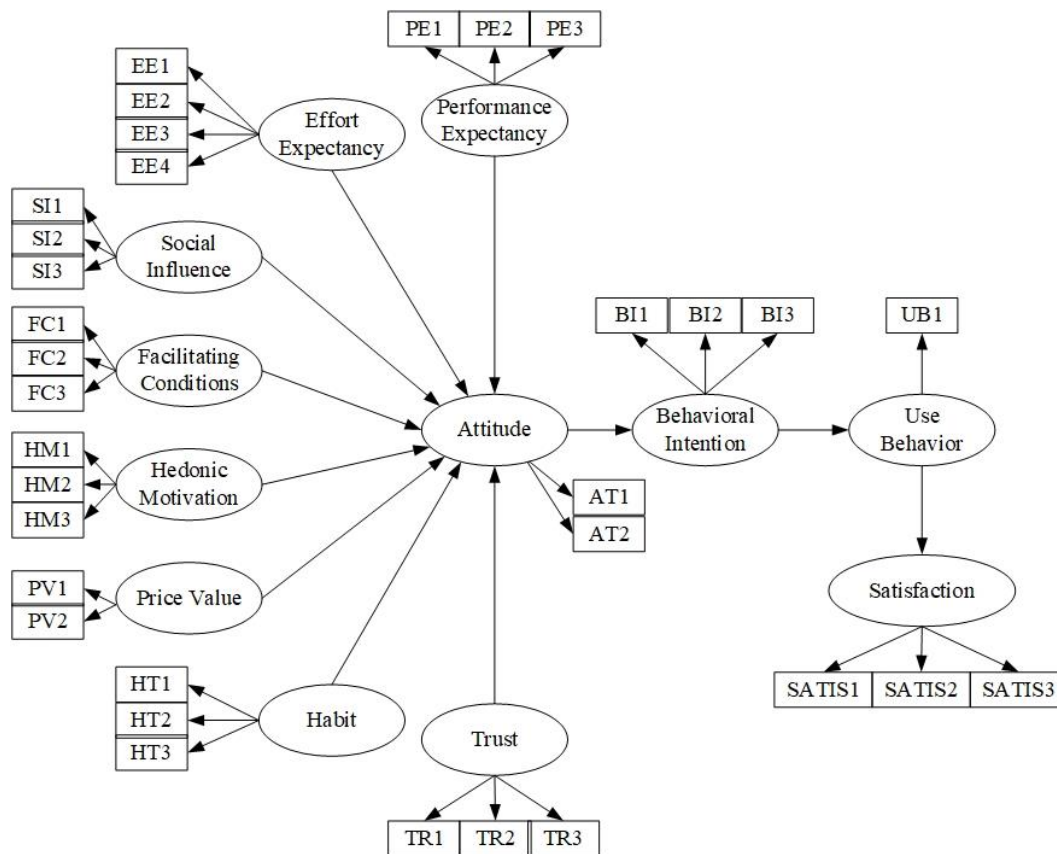 PE1 PE2 PE3
Performance
Expectancy
EE1
EE2
EE3
EE4
Effort
Expectancy
SI1
SI2
SI3
Social
Influence
FC1
FC2
FC3
Facilitating
Conditions
HM1
HM2
HM3
Hedonic
Motivation
PV1
PV2
Price Value
HT1
HT2
HT3
Habit
Trust
TR1 TR2 TR3
Attitude
AT1
AT2
BI1 BI2 BI3
Behavioral
Intention
UB1
Use
Behavior
Satisfaction
SATIS1 SATIS2 SATIS3